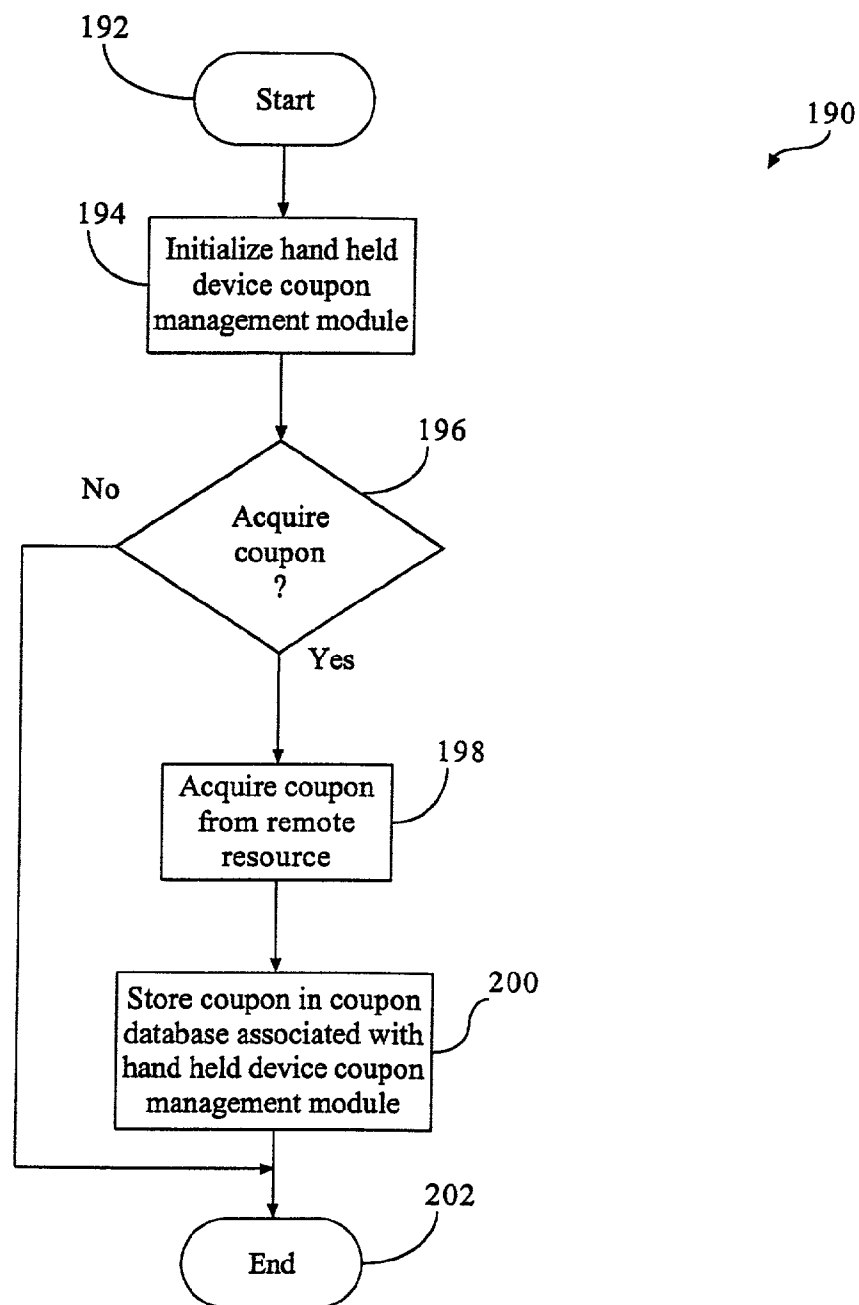 192
Start
190
194
Initialize hand held
device coupon
management module
196
No
Acquire
coupon
?
Yes
198
Acquire coupon
from remote
resource
200
Store coupon in coupon
database associated with
hand held device coupon
management module
202
End